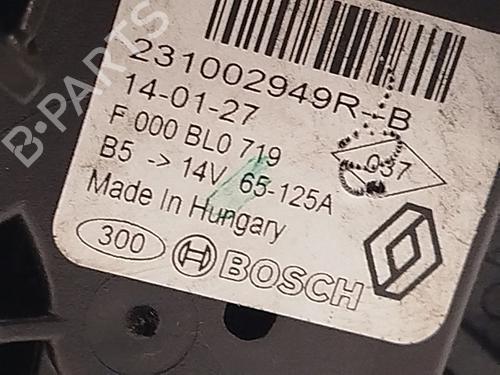 B-PARTS
231002949R--B
14-01-27
F 000 BL0 719
037
B5 -> 14V 65-125A
Made In Hungary
300 BOSCH